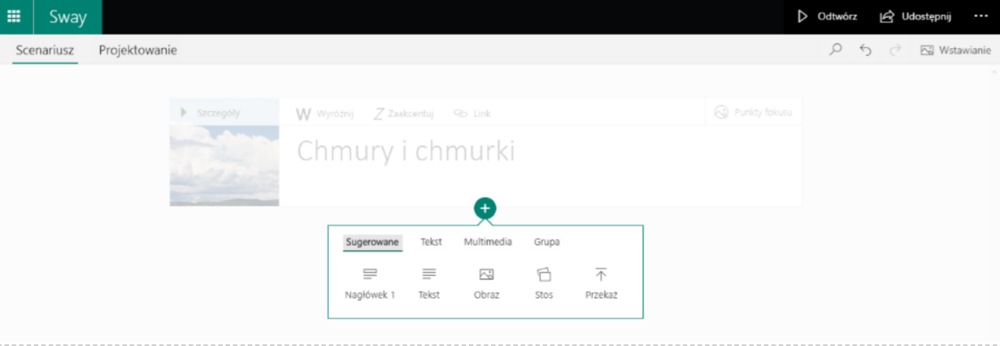 Sway Odtwórz Udostępnij ...
Scenariusz Projektowanie Wstawianie
Szczegóły W Wyróżnij Z Zaakcentuj Link Punkty fokusu
Chmury i chmurki
Sugerowane Tekst Multimedia Grupa
Nagłówek 1 Tekst Obraz Stos Przekaż